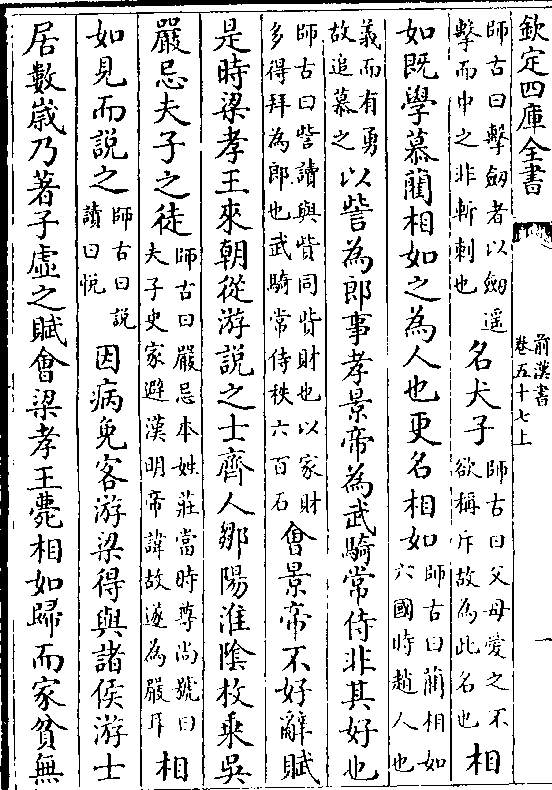 欽定四庫全書
前漢書
卷五十七上
一
師古曰擊劔者以劔遥
擊而中之非斬刺也
名犬子
師古曰父母愛之不
欲稱斥故為此名也
相
如既學慕藺相如之為人也更名相如
師古曰藺相如
六國時趙人也
義而有勇
故追慕之
以訾為郎事孝景帝為武騎常侍非其好也
師古曰訾讀與貲同貲財也以家財
多得拜為郎也武騎常侍秩六百石
會景帝不好辭賦
是時梁孝王來朝從游説之士齊人鄒陽淮陰枚乘吳
嚴忌夫子之徒
師古曰嚴忌本姓莊當時尊尚號曰
夫子史家避漢明帝諱故遂為嚴耳
相
如見而説之
師古曰説
讀曰悦
因病免客游梁得與諸侯游士
居數嵗乃著子虚之賦會梁孝王薨相如歸而家貧無